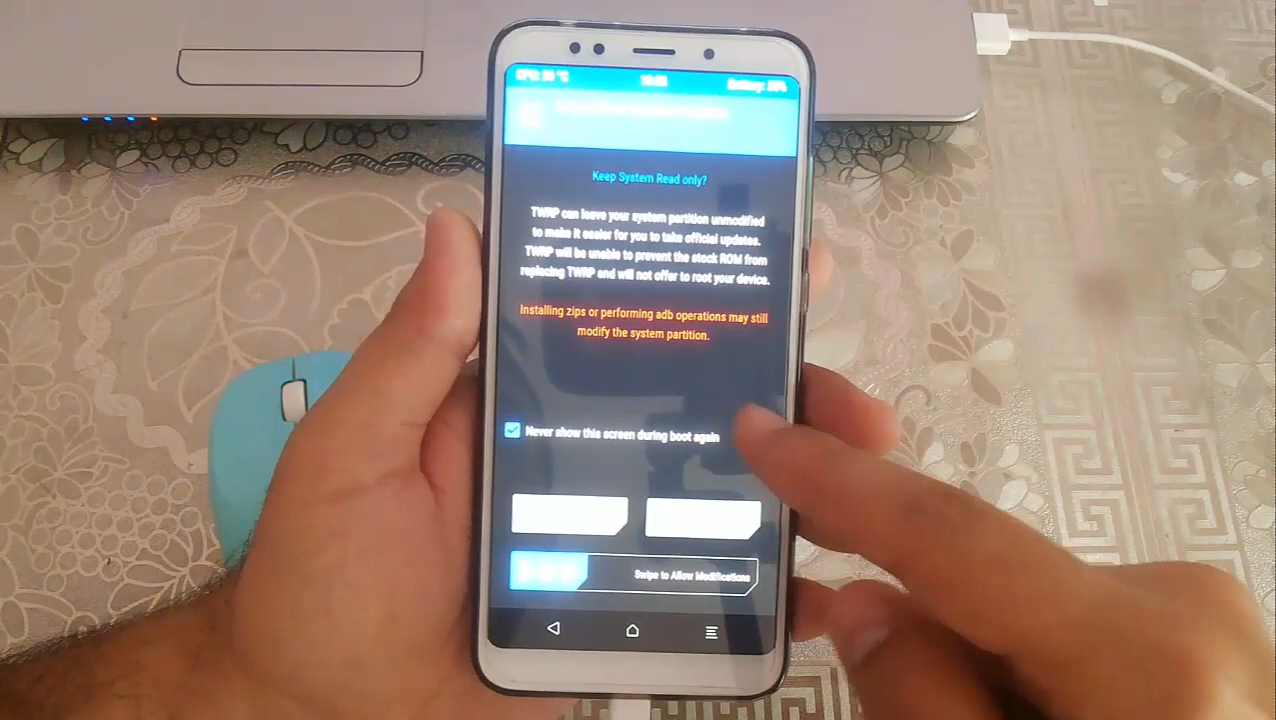 Keep System Read only?
TWRP can leave your system partition unmodified
to make it easier for you to take official updates.
TWRP will be unable to prevent the stock ROM from
replacing TWRP and will not offer to root your device.
Installing zips or performing adb operations may still
modify the system partition.
Never show this screen during boot again
Swipe to Allow Modifications